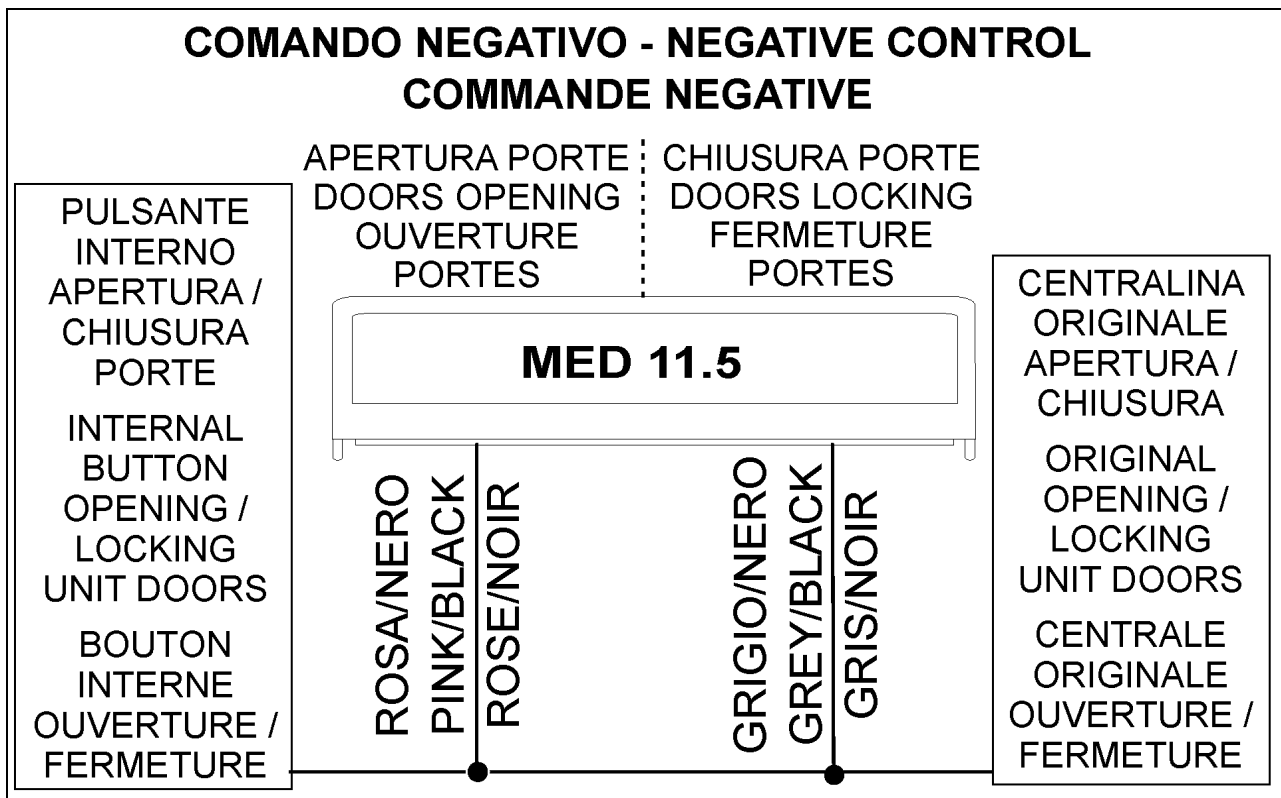 COMANDO NEGATIVO - NEGATIVE CONTROL
COMMANDE NEGATIVE
APERTURA PORTE
DOORS OPENING
OUVERTURE
PORTES
CHIUSURA PORTE
DOORS LOCKING
FERMETURE
PORTES
PULSANTE
INTERNO
APERTURA /
CHIUSURA
PORTE
INTERNAL
BUTTON
OPENING /
LOCKING
UNIT DOORS
BOUTON
INTERNE
OUVERTURE /
FERMETURE
MED 11.5
ROSA/NERO
PINK/BLACK
ROSE/NOIR
GRIGIO/NERO
GREY/BLACK
GRIS/NOIR
CENTRALINA
ORIGINALE
APERTURA /
CHIUSURA
ORIGINAL
OPENING /
LOCKING
UNIT DOORS
CENTRALE
ORIGINALE
OUVERTURE /
FERMETURE